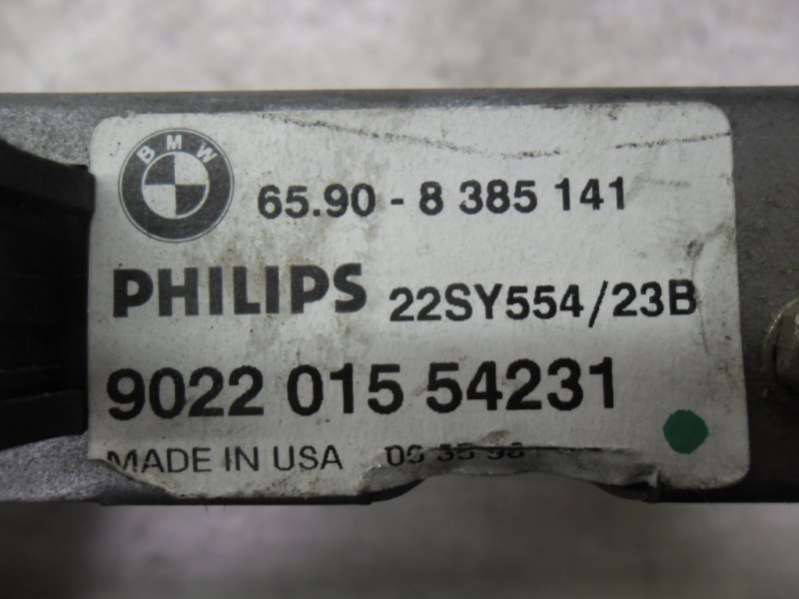 BMW
65.90 - 8 385 141
PHILIPS 22SY554/23B
9022 015 54231
MADE IN USA